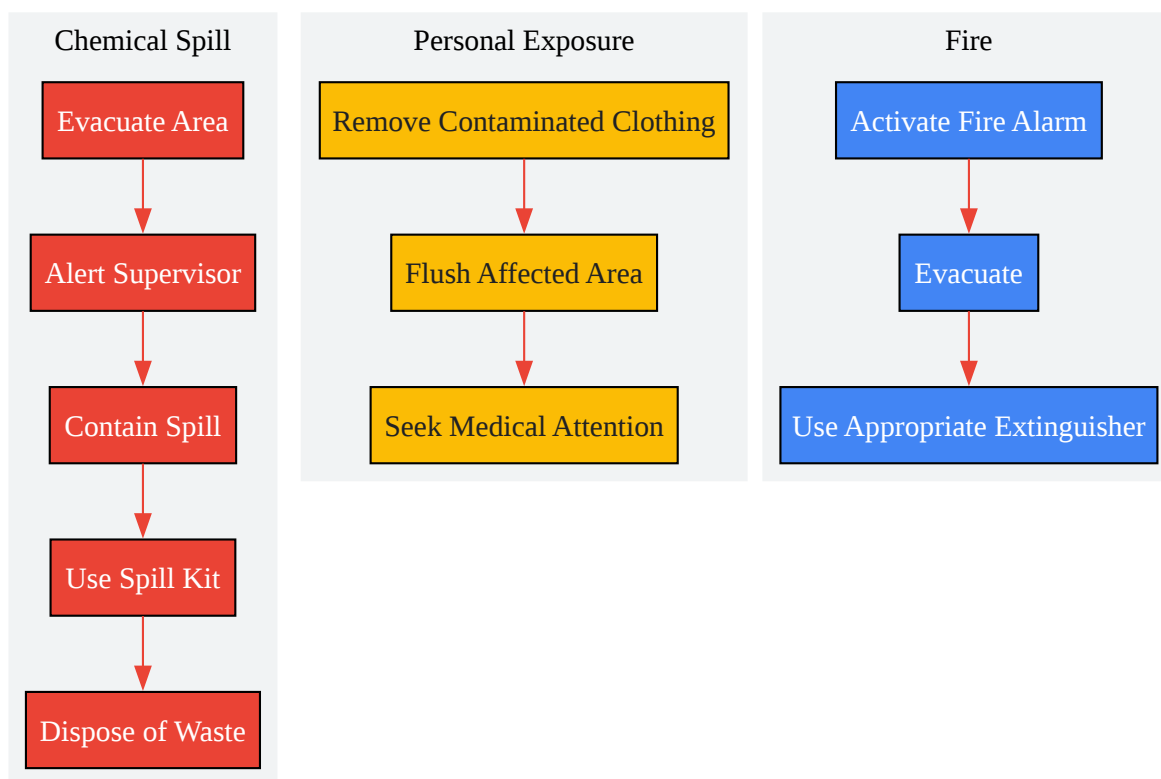 Chemical Spill
Evacuate Area
Alert Supervisor
Contain Spill
Use Spill Kit
Dispose of Waste
Personal Exposure
Remove Contaminated Clothing
Flush Affected Area
Seek Medical Attention
Fire
Activate Fire Alarm
Evacuate
Use Appropriate Extinguisher